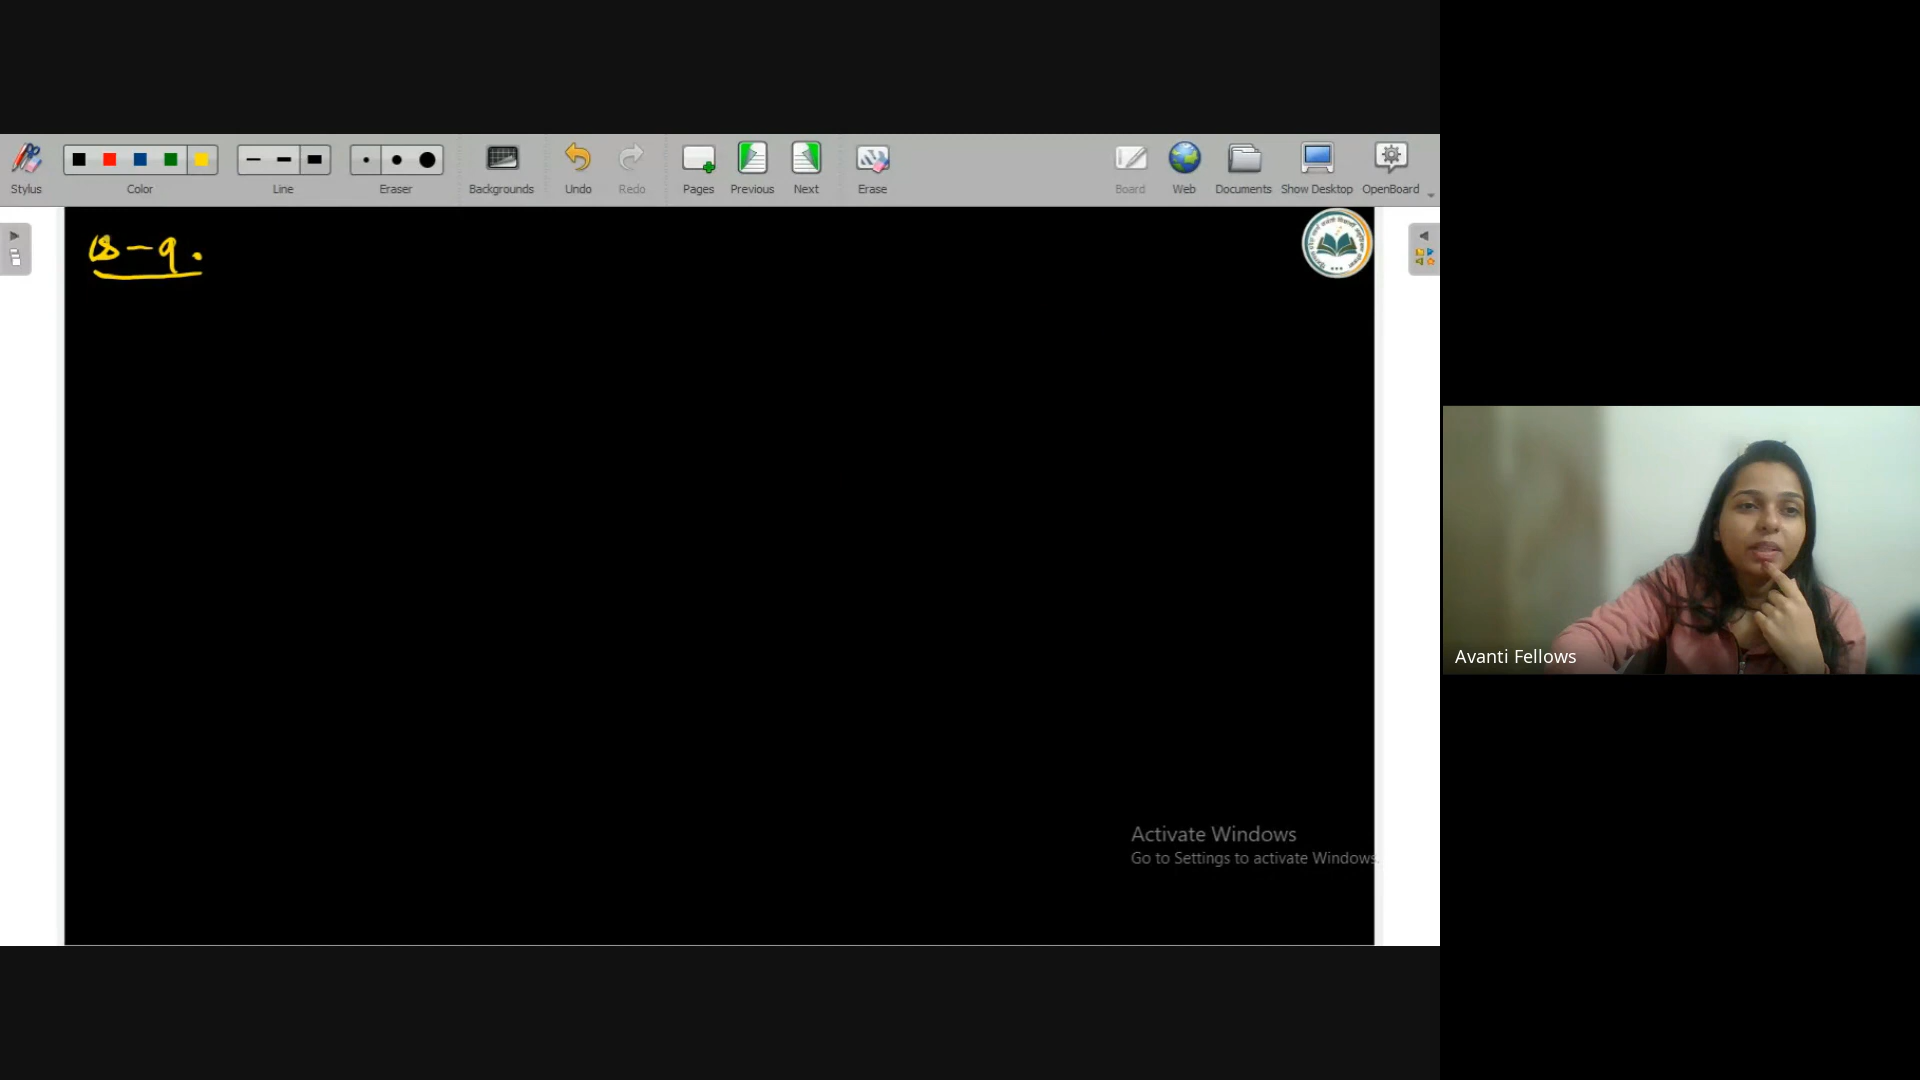 Stylus Color Line Eraser Backgrounds Undo Redo Pages Previous Next Erase Board Web Documents Show Desktop OpenBoard
Activate Windows
Go to Settings to activate Windows.
Avanti Fellows